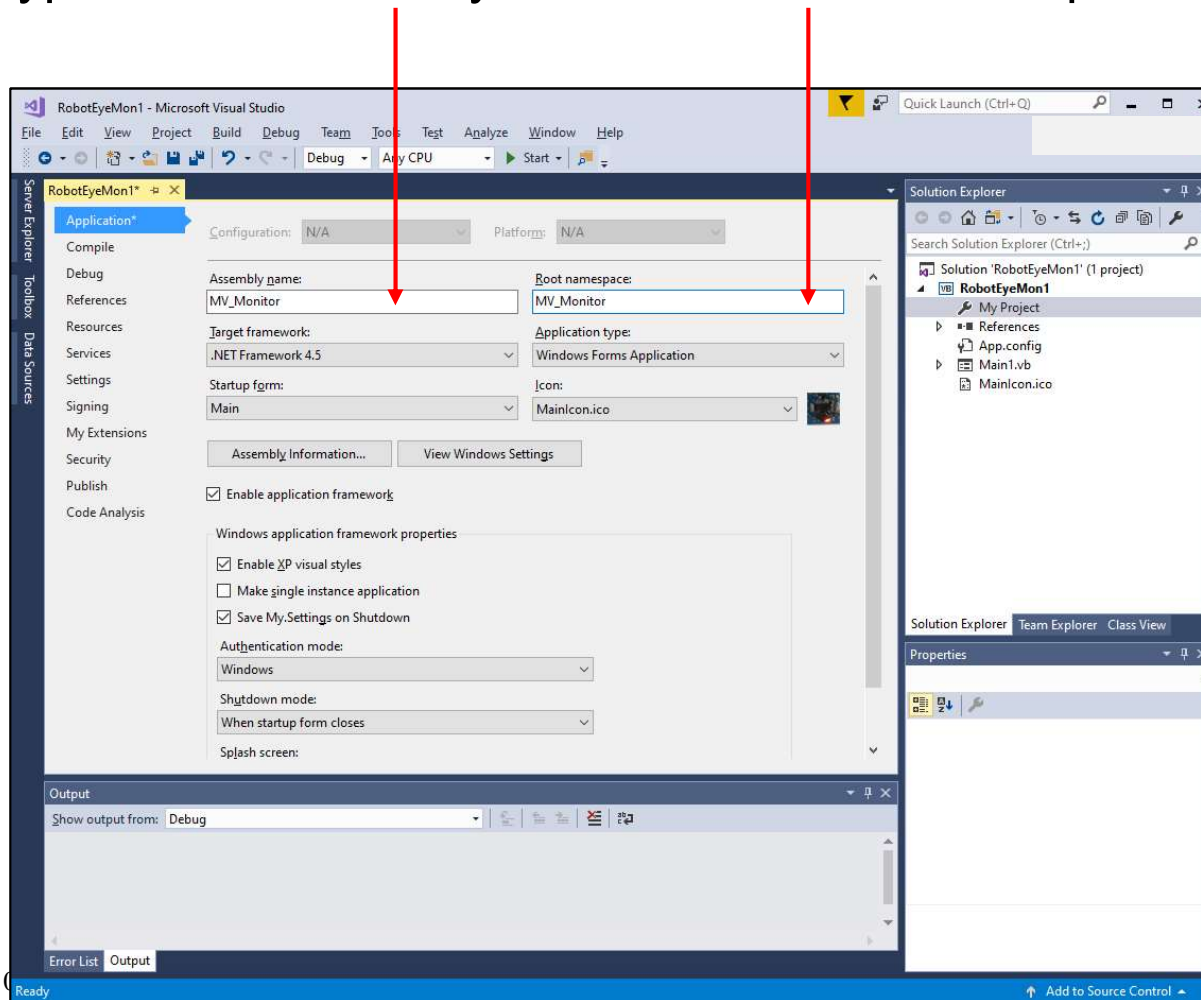 RobotEyeMon1 - Microsoft Visual Studio
Quick Launch (Ctrl+Q)
File Edit View Project Build Debug Team Tools Test Analyze Window Help
Debug Any CPU Start
Server Explorer
Toolbox
Data Sources
RobotEyeMon1*
Application*
Compile
Debug
References
Resources
Services
Settings
Signing
My Extensions
Security
Publish
Code Analysis
Configuration: N/A Platform: N/A
Assembly name: Root namespace:
MV_Monitor MV_Monitor
Target framework: Application type:
.NET Framework 4.5 Windows Forms Application
Startup form: Icon:
Main MainIcon.ico
Assembly Information... View Windows Settings
Enable application framework
Windows application framework properties
Enable XP visual styles
Make single instance application
Save My.Settings on Shutdown
Authentication mode:
Windows
Shutdown mode:
When startup form closes
Splash screen:
Solution Explorer
Search Solution Explorer (Ctrl+;)
Solution 'RobotEyeMon1' (1 project)
VB RobotEyeMon1
My Project
References
App.config
Main1.vb
MainIcon.ico
Solution Explorer Team Explorer Class View
Properties
Output
Show output from: Debug
Error List Output
Ready Add to Source Control